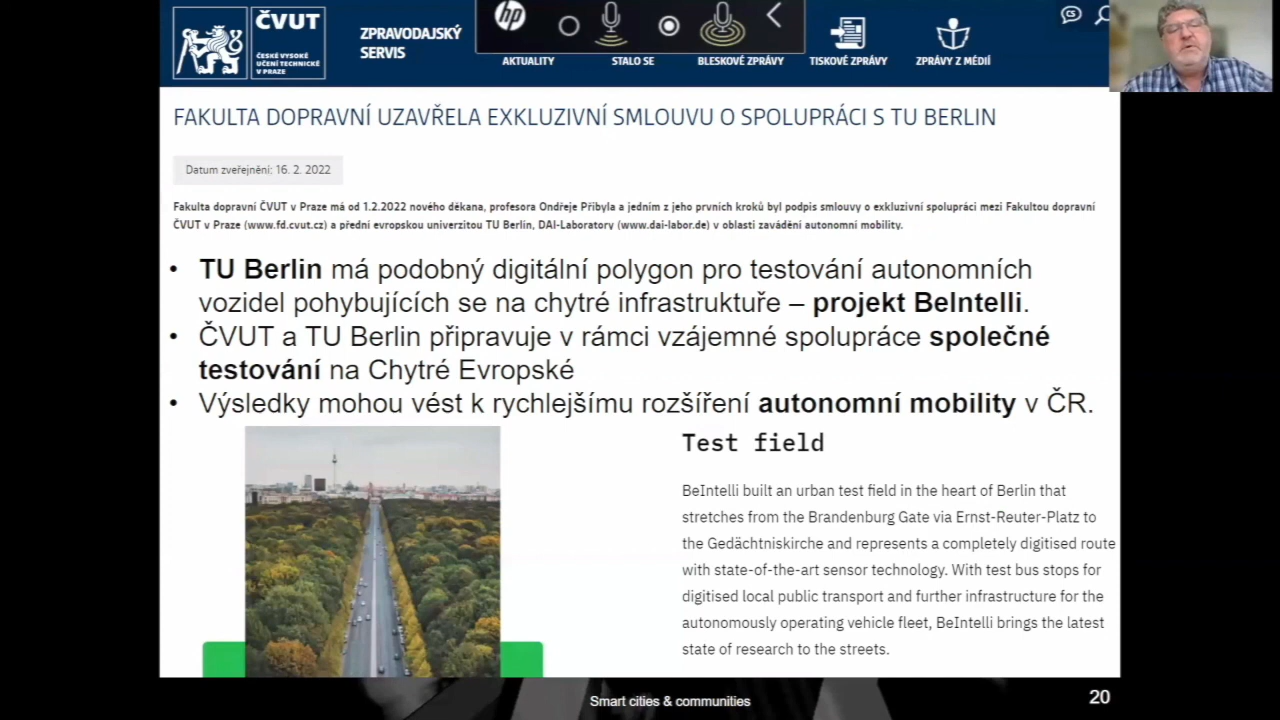 ČVUT
ČESKÉ VYSOKÉ
UČENÍ TECHNICKÉ
V PRAZE
ZPRAVODAJSKÝ
SERVIS
hp
AKTUALITY
STALO SE
BLESKOVÉ ZPRÁVY
TISKOVÉ ZPRÁVY
ZPRÁVY Z MÉDIÍ
CS
FAKULTA DOPRAVNÍ UZAVŘELA EXKLUZIVNÍ SMLOUVU O SPOLUPRÁCI S TU BERLIN
Datum zveřejnění: 16. 2. 2022
Fakulta dopravní ČVUT v Praze má od 1.2.2022 nového děkana, profesora Ondřeje Přibyla a jedním z jeho prvních kroků byl podpis smlouvy o exkluzivní spolupráci mezi Fakultou dopravní
ČVUT v Praze (www.fd.cvut.cz) a přední evropskou univerzitou TU Berlin, DAI-Laboratory (www.dai-labor.de) v oblasti zavádění autonomní mobility.
• TU Berlin má podobný digitální polygon pro testování autonomních
vozidel pohybujících se na chytré infrastruktuře – projekt BeIntelli.
• ČVUT a TU Berlin připravuje v rámci vzájemné spolupráce společné
testování na Chytré Evropské
• Výsledky mohou vést k rychlejšímu rozšíření autonomní mobility v ČR.
Test field
BeIntelli built an urban test field in the heart of Berlin that
stretches from the Brandenburg Gate via Ernst-Reuter-Platz to
the Gedächtniskirche and represents a completely digitised route
with state-of-the-art sensor technology. With test bus stops for
digitised local public transport and further infrastructure for the
autonomously operating vehicle fleet, BeIntelli brings the latest
state of research to the streets.
Smart cities & communities
20